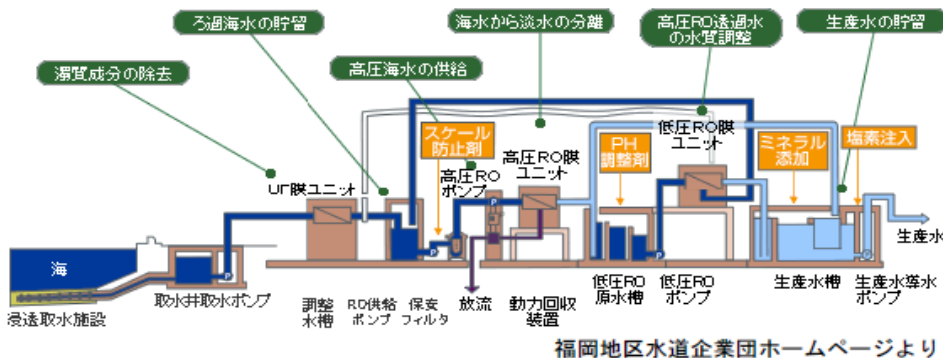 ろ過海水の貯留
海水から淡水の分離
高圧RO透過水
の水質調整
生産水の貯留
濁質成分の除去
高圧海水の供給
スケール
防止剤
高圧RO
ポンプ
高圧RO膜
ユニット
PH
調整剤
低圧RO膜
ユニット
ミネラル
添加
塩素注入
UF膜ユニット
P
P
P
P
P
海
取水井取水ポンプ
浸透取水施設
調整
水槽
RO供給
ポンプ
保安
フィルタ
放流
動力回収
装置
低圧RO
原水槽
低圧RO
ポンプ
生産水槽
生産水導水
ポンプ
生産水
福岡地区水道企業団ホームページより